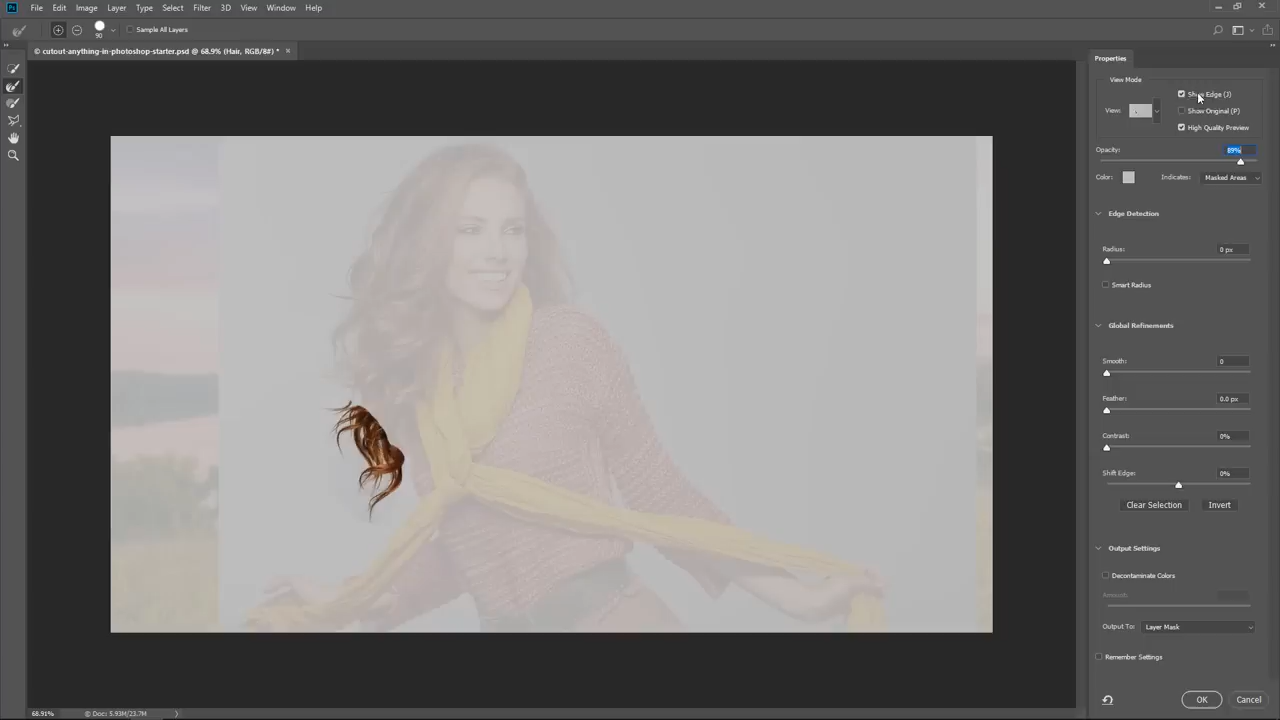 Ps File Edit Image Layer Type Select Filter 3D View Window Help
90 Sample All Layers
© cutout-anything-in-photoshop-starter.psd @ 68.9% (Hair, RGB/8#) *
Properties
View Mode
Show Edge (J)
View:
Show Original (P)
High Quality Preview
Opacity: 89%
Color: Indicates: Masked Areas
Edge Detection
Radius: 0 px
Smart Radius
Global Refinements
Smooth: 0
Feather: 0.0 px
Contrast: 0%
Shift Edge: 0%
Clear Selection Invert
Output Settings
Decontaminate Colors
Amount:
Output To: Layer Mask
Remember Settings
OK Cancel
68.91% © Doc: 5.93M/23.7M